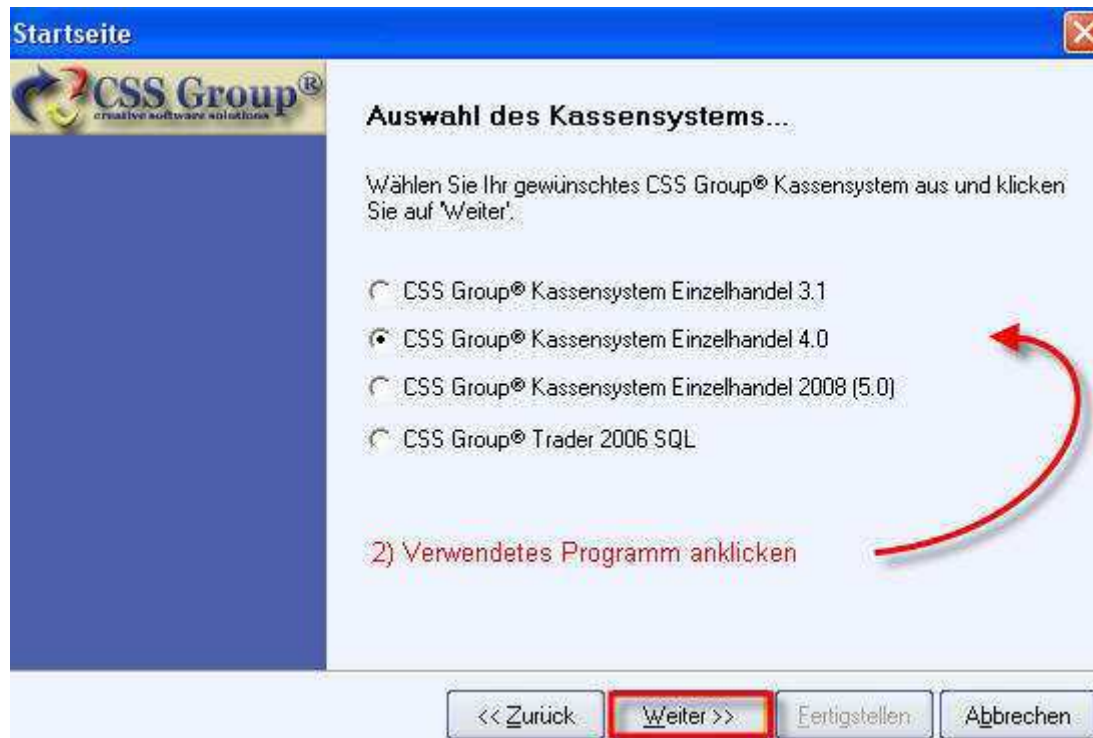 Startseite
CSS Group®
creative software solutions
Auswahl des Kassensystems...
Wählen Sie Ihr gewünschtes CSS Group® Kassensystem aus und klicken
Sie auf 'Weiter'.
CSS Group® Kassensystem Einzelhandel 3.1
CSS Group® Kassensystem Einzelhandel 4.0
CSS Group® Kassensystem Einzelhandel 2008 (5.0)
CSS Group® Trader 2006 SQL
2) Verwendetes Programm anklicken
<< Zurück
Weiter >>
Fertigstellen
Abbrechen